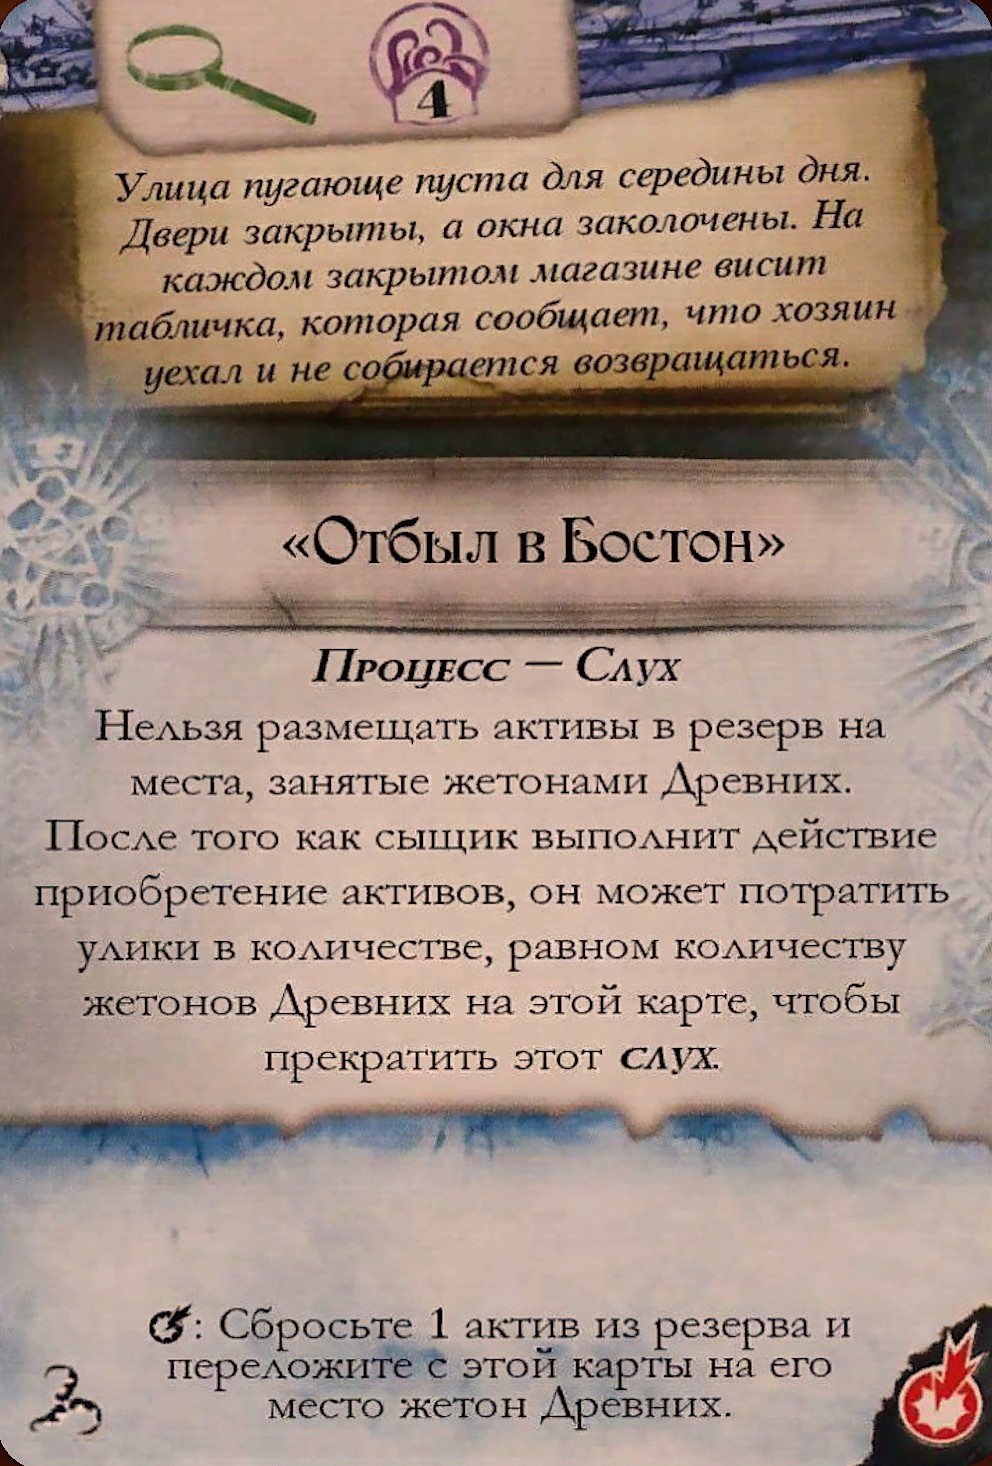 4
Улица пугающе пуста для середины дня.
Двери закрыты, а окна заколочены. На
каждом закрытом магазине висит
табличка, которая сообщает, что хозяин
уехал и не собирается возвращаться.
«Отбыл в Бостон»
Процесс — Слух
Нельзя размещать активы в резерв на
места, занятые жетонами Древних.
После того как сыщик выполнит действие
приобретение активов, он может потратить
улики в количестве, равном количеству
жетонов Древних на этой карте, чтобы
прекратить этот слух.
: Сбросьте 1 актив из резерва и
переложите с этой карты на его
место жетон Древних.